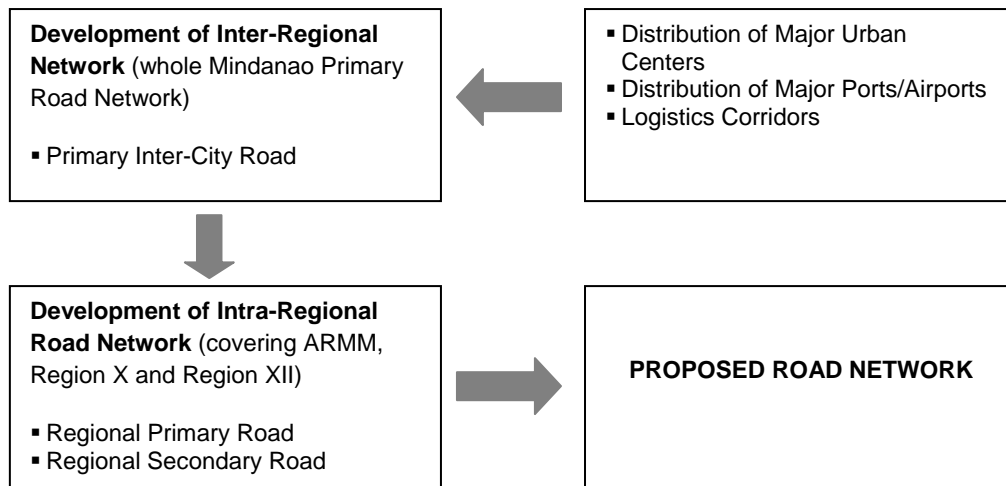 Development of Inter-Regional
Network (whole Mindanao Primary
Road Network)
▪ Primary Inter-City Road
▪ Distribution of Major Urban
Centers
▪ Distribution of Major Ports/Airports
▪ Logistics Corridors
Development of Intra-Regional
Road Network (covering ARMM,
Region X and Region XII)
▪ Regional Primary Road
▪ Regional Secondary Road
PROPOSED ROAD NETWORK